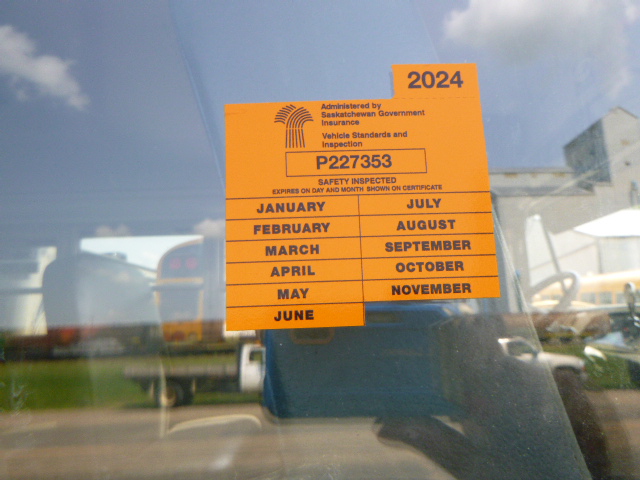 2024
Administered by
Saskatchewan Government
Insurance
Vehicle Standards and
Inspection
P227353
SAFETY INSPECTED
EXPIRES ON DAY AND MONTH SHOWN ON CERTIFICATE
JANUARY JULY
FEBRUARY AUGUST
MARCH SEPTEMBER
APRIL OCTOBER
MAY NOVEMBER
JUNE